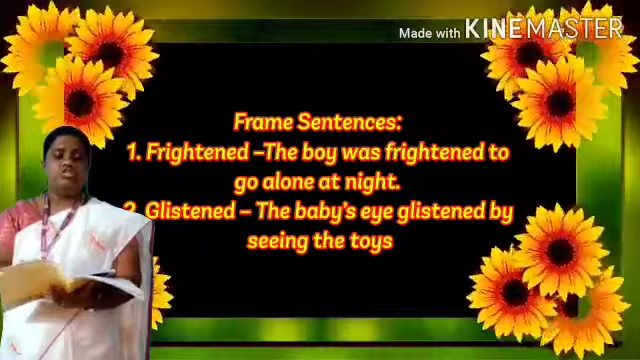 Made with KINEMASTER
Frame Sentences:
1. Frightened –The boy was frightened to
go alone at night.
2. Glistened – The baby's eye glistened by
seeing the toys